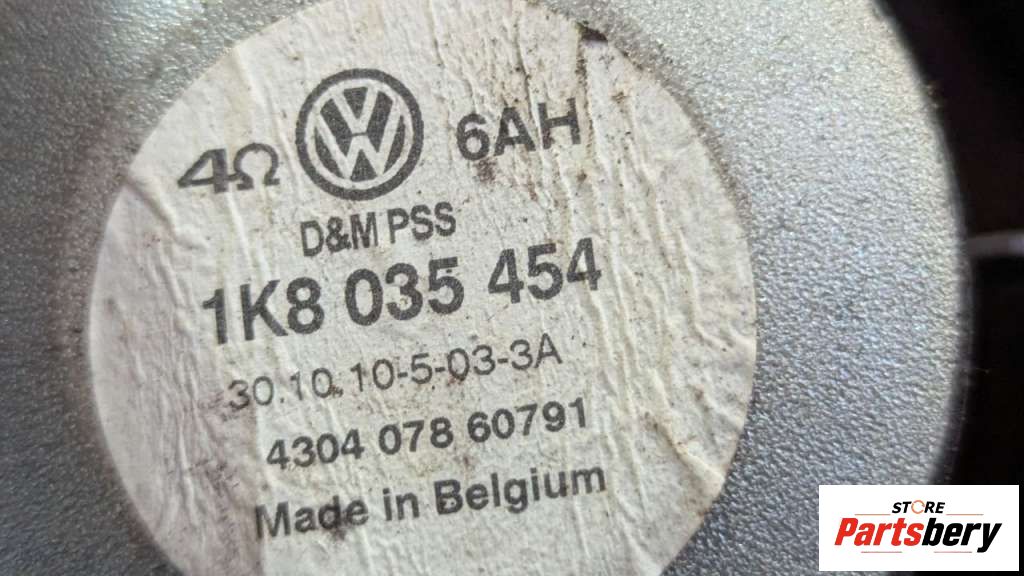 4Ω VW 6AH
D&M PSS
1K8 035 454
30.10.10-5-03-3A
4304 078 60791
Made in Belgium
STORE
Partsbery